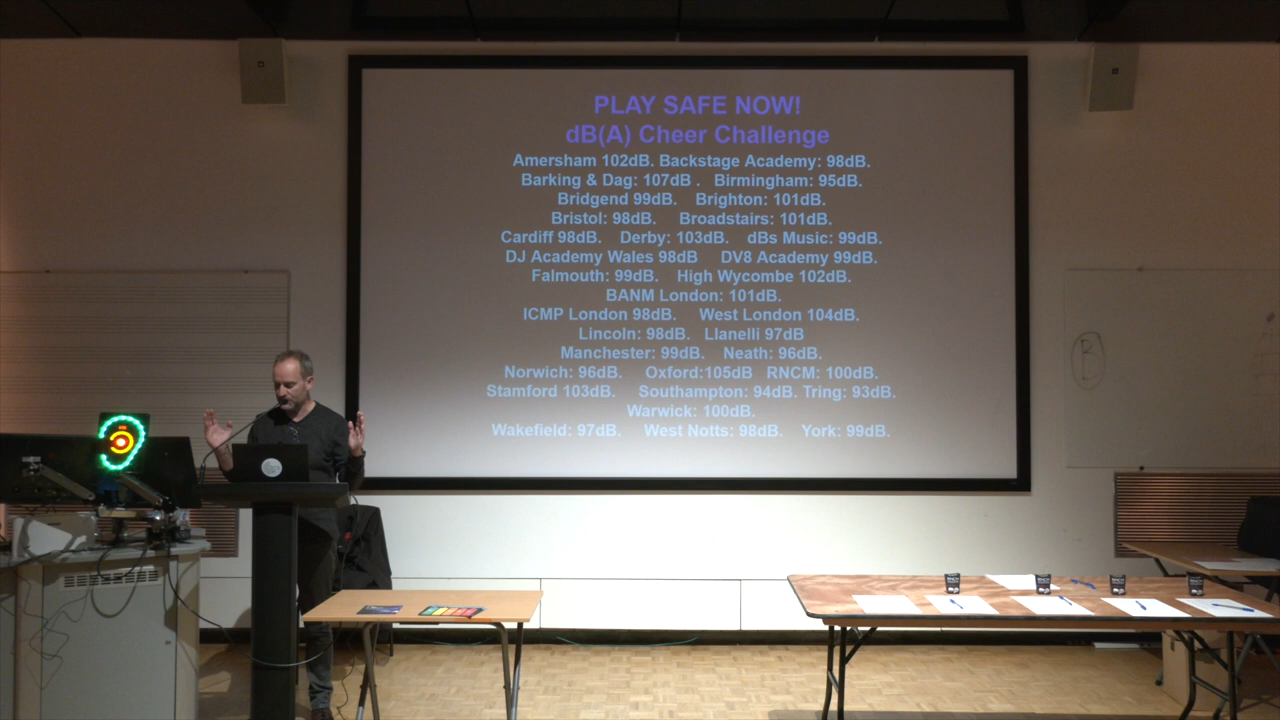 PLAY SAFE NOW!
dB(A) Cheer Challenge
Amersham 102dB. Backstage Academy: 98dB.
Barking & Dag: 107dB . Birmingham: 95dB.
Bridgend 99dB. Brighton: 101dB.
Bristol: 98dB. Broadstairs: 101dB.
Cardiff 98dB. Derby: 103dB. dBs Music: 99dB.
DJ Academy Wales 98dB DV8 Academy 99dB.
Falmouth: 99dB. High Wycombe 102dB.
BANM London: 101dB.
ICMP London 98dB. West London 104dB.
Lincoln: 98dB. Llanelli 97dB
Manchester: 99dB. Neath: 96dB.
Norwich: 96dB. Oxford:105dB RNCM: 100dB.
Stamford 103dB. Southampton: 94dB. Tring: 93dB.
Warwick: 100dB.
Wakefield: 97dB. West Notts: 98dB. York: 99dB.
B